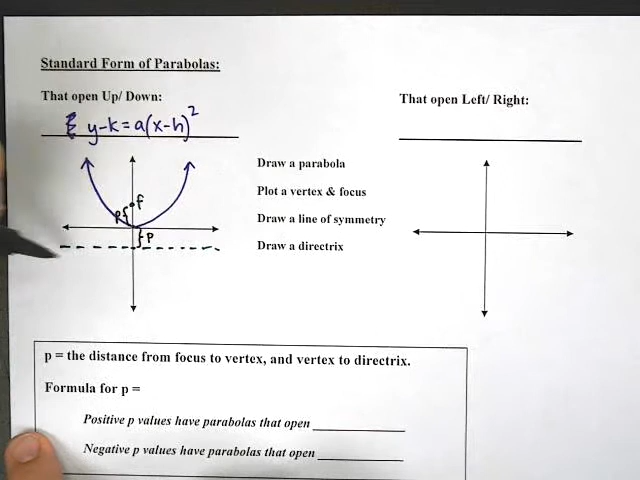 Standard Form of Parabolas:
That open Up/ Down:
That open Left/ Right:
y-k = a(x-h)²
Draw a parabola
Plot a vertex & focus
Draw a line of symmetry
Draw a directrix
f
p
P
p = the distance from focus to vertex, and vertex to directrix.
Formula for p =
Positive p values have parabolas that open
Negative p values have parabolas that open